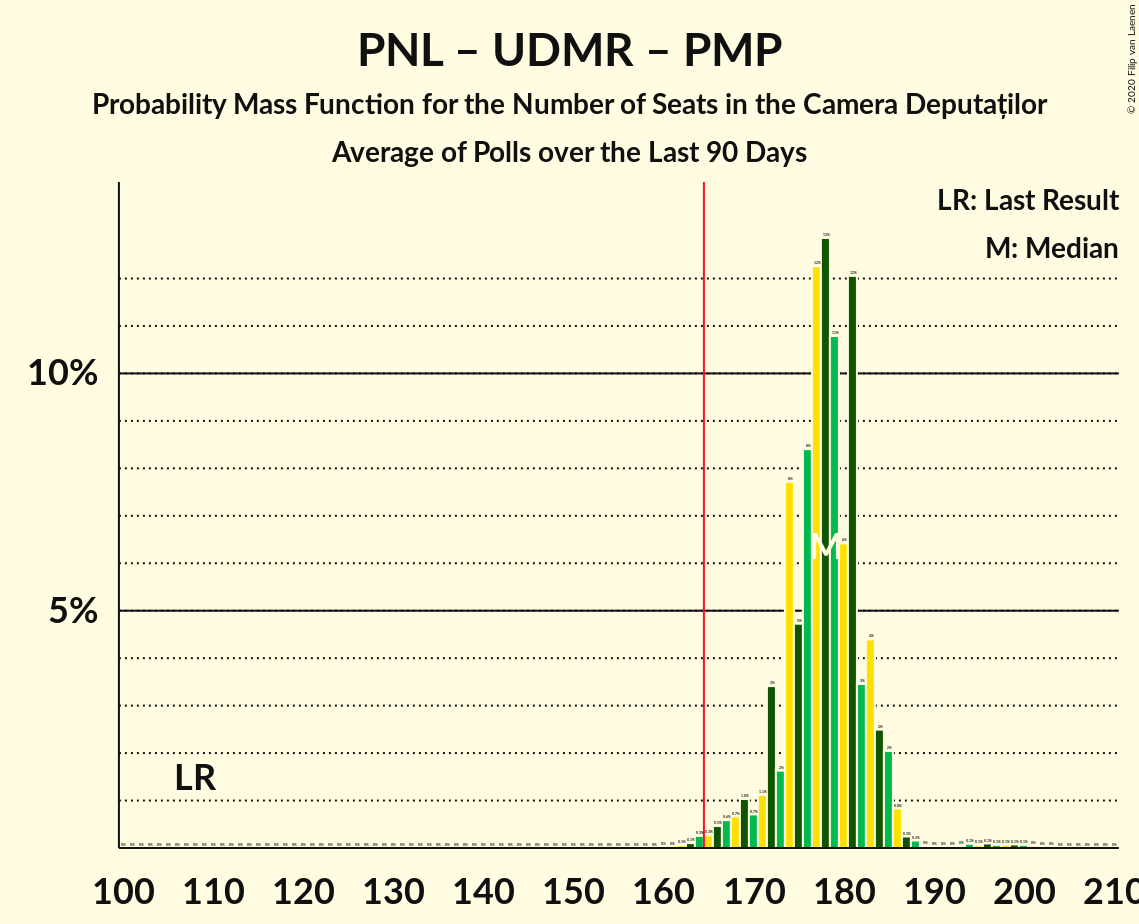 PNL – UDMR – PMP
Probability Mass Function for the Number of Seats in the Camera Deputaților
Average of Polls over the Last 90 Days
© 2020 Filip van Laenen
LR: Last Result
M: Median
10%
5%
LR
M
100 110 120 130 140 150 160 170 180 190 200 210